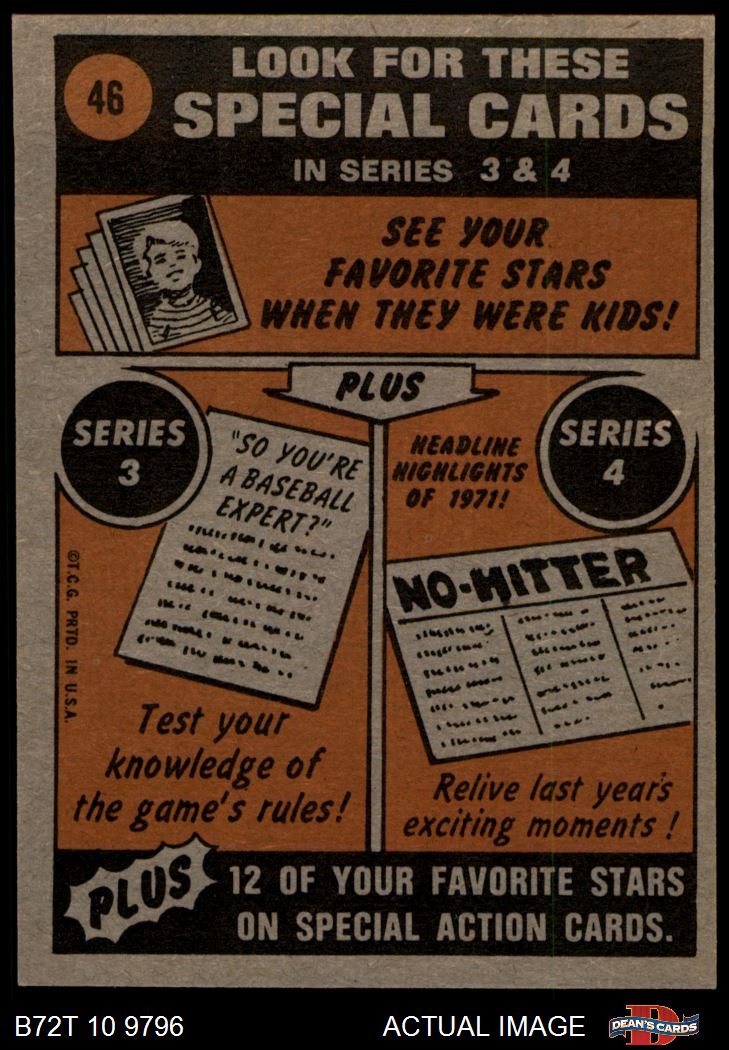 46
LOOK FOR THESE
SPECIAL CARDS
IN SERIES 3 & 4
SEE YOUR
FAVORITE STARS
WHEN THEY WERE KIDS!
PLUS
SERIES
3
"SO YOU'RE
A BASEBALL
EXPERT?"
HEADLINE
HIGHLIGHTS
OF 1971!
SERIES
4
NO-HITTER
©T.C.G. PRTD. IN U.S.A.
Test your
knowledge of
the game's rules!
Relive last year's
exciting moments!
PLUS
12 OF YOUR FAVORITE STARS
ON SPECIAL ACTION CARDS.
B72T 10 9796
ACTUAL IMAGE
D
DEAN'S CARDS